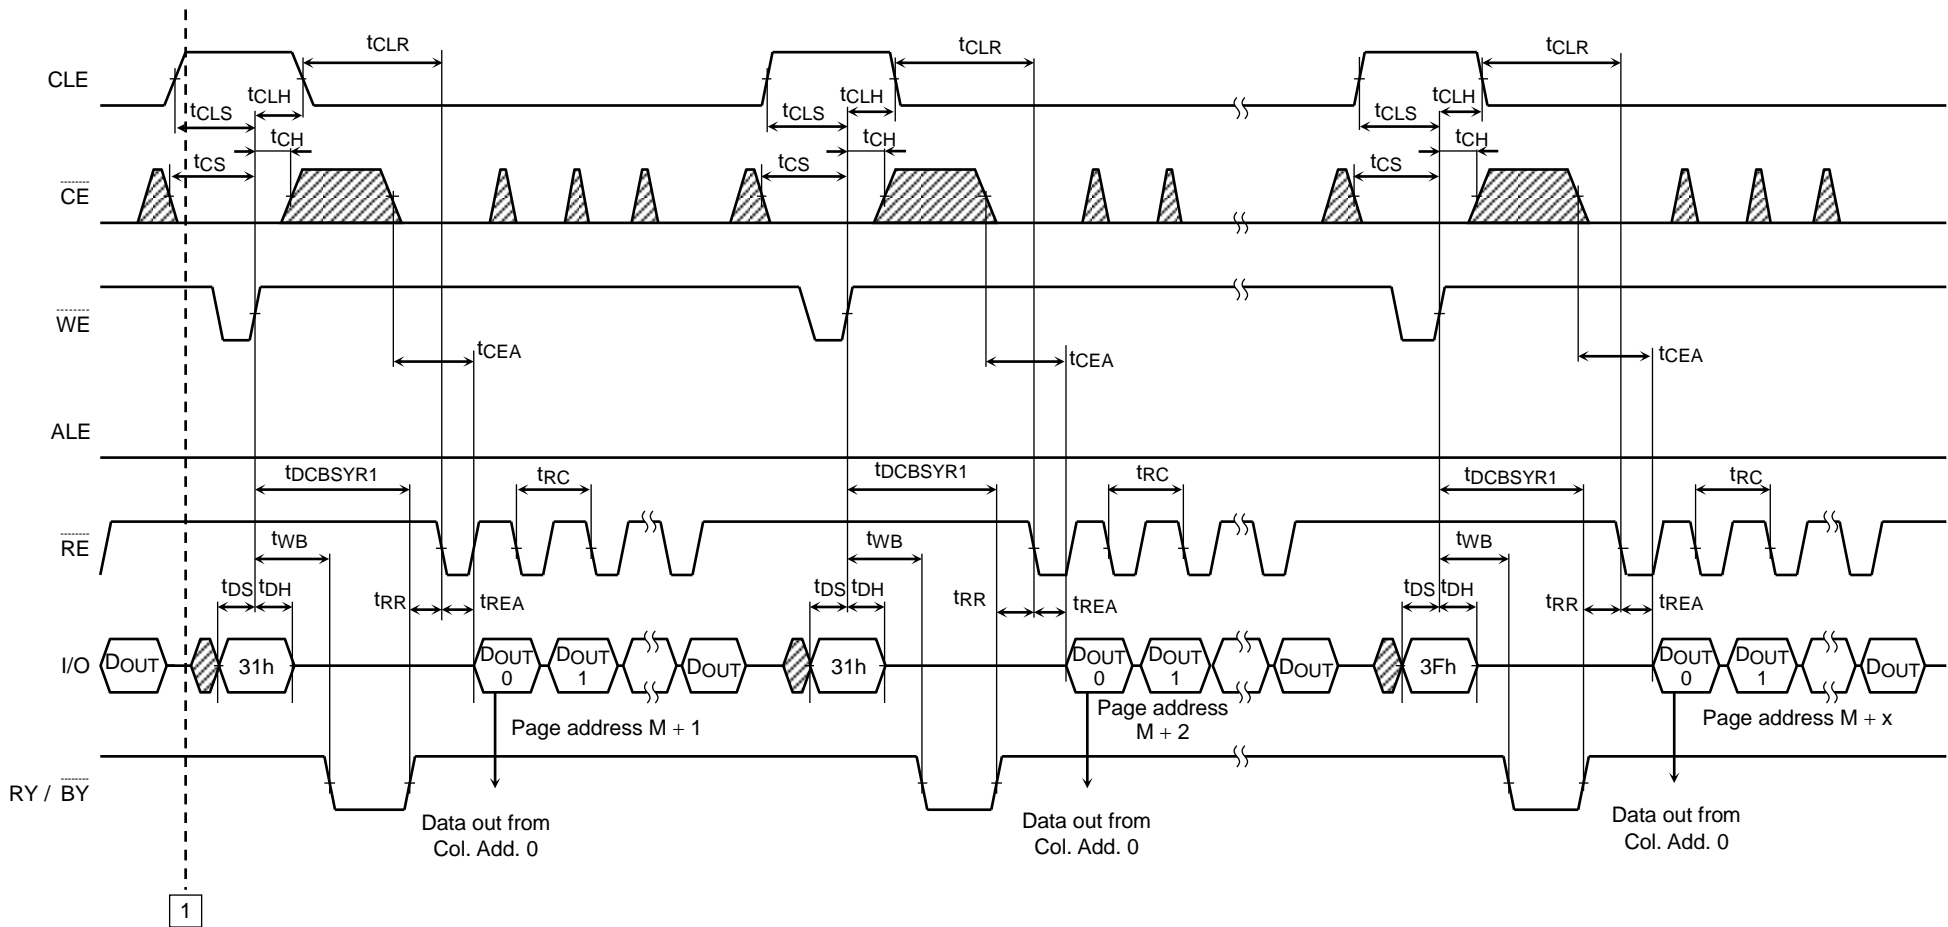 tCLR tCLR tCLR
CLE
tCLH tCLH tCLH
tCLS tCLS tCLS
tCH tCH tCH
tCS tCS tCS
CE
WE
tCEA tCEA tCEA
ALE
tDCBSYR1 tRC tDCBSYR1 tRC tDCBSYR1 tRC
RE
tWB tWB tWB
tDS tDH tDS tDH tDS tDH
tRR tREA tRR tREA tRR tREA
I/O DOUT 31h DOUT 0 DOUT 1 DOUT 31h DOUT 0 DOUT 1 DOUT 3Fh DOUT 0 DOUT 1 DOUT
Page address M + 1
Page address
M + 2
Page address M + x
RY / BY
Data out from
Col. Add. 0
Data out from
Col. Add. 0
Data out from
Col. Add. 0
1